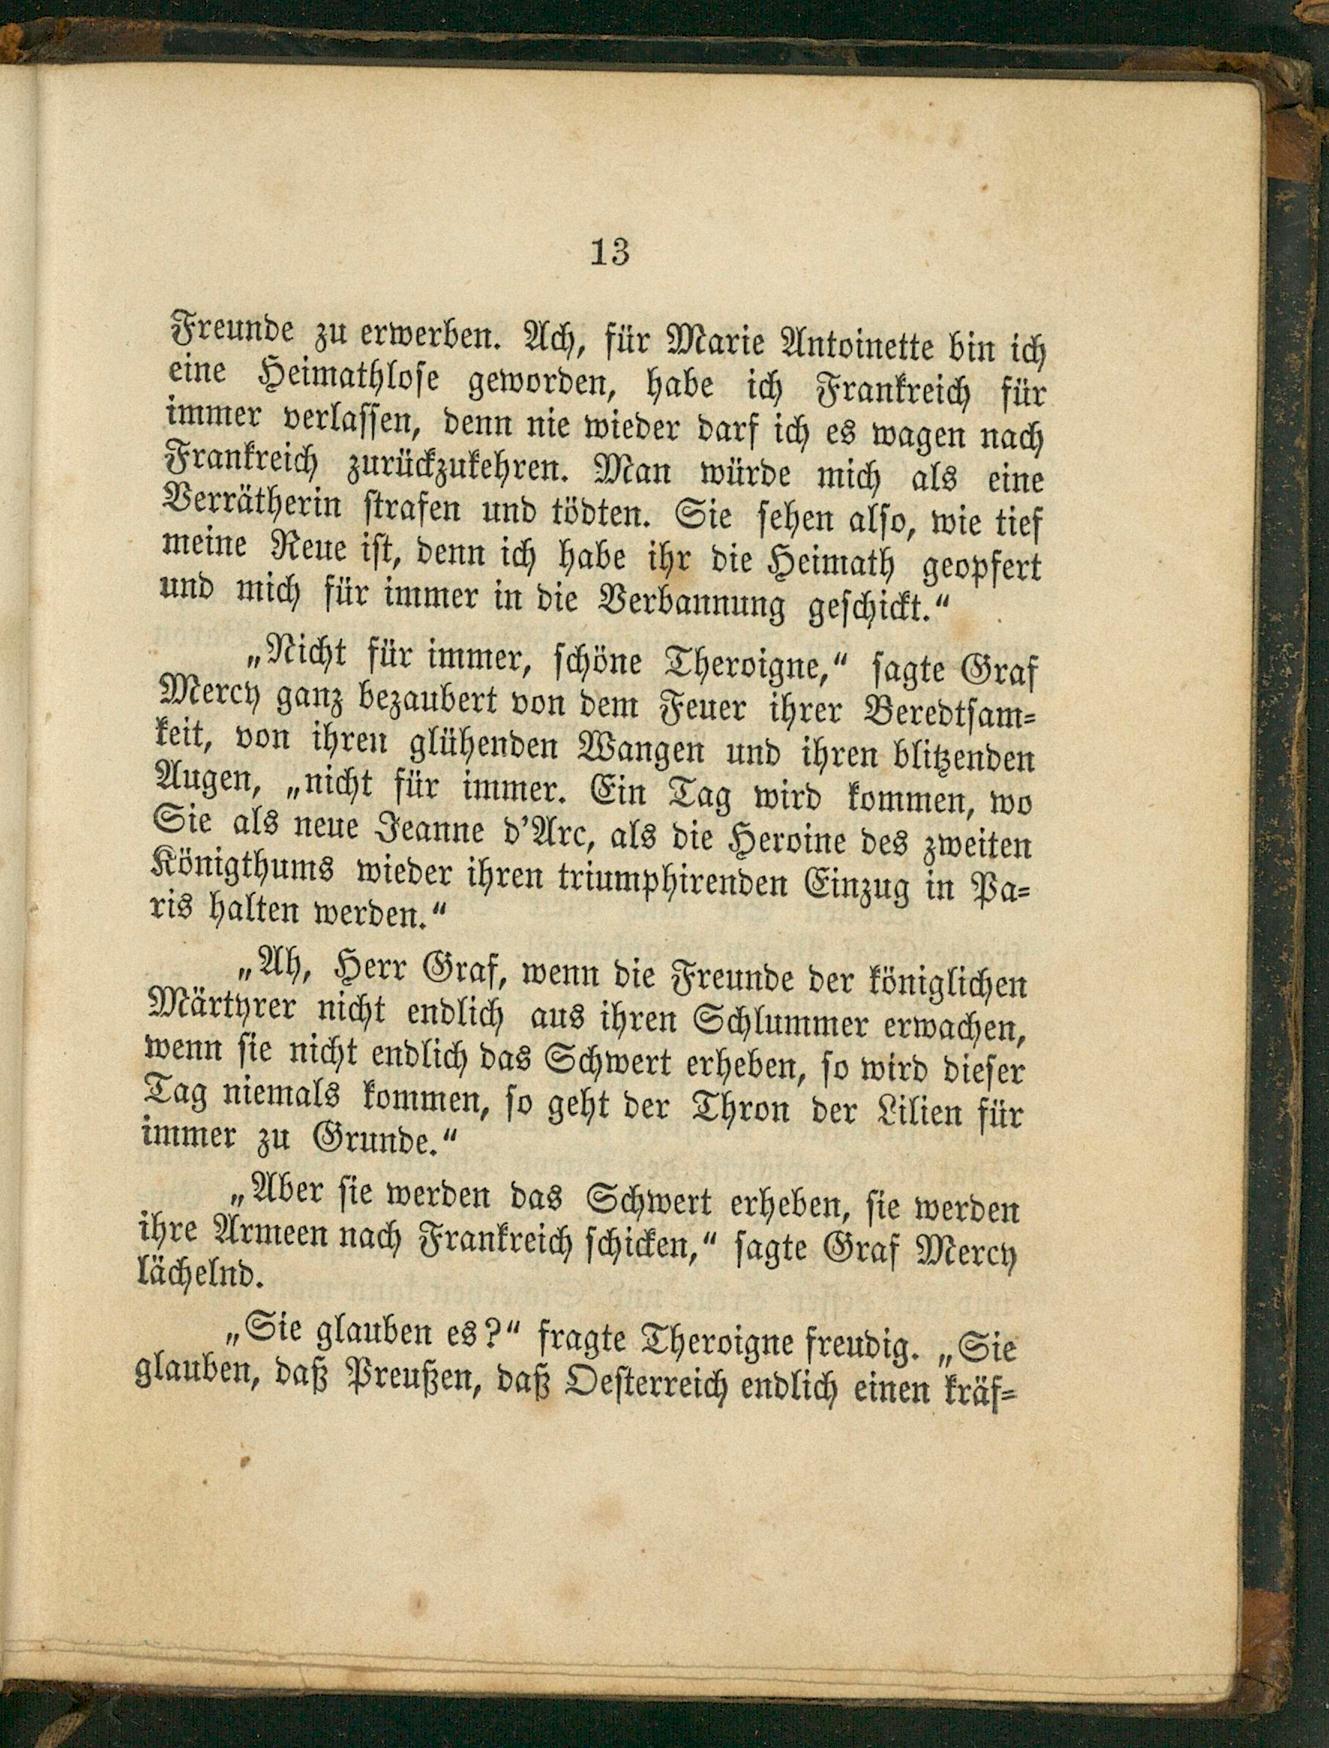 13
Freunde zu erwerben. Ach, für Marie Antoinette bin ich
eine Heimathlose geworden, habe ich Frankreich für
immer verlassen, denn nie wieder darf ich es wagen nach
Frankreich zurückzukehren. Man würde mich als eine
Verrätherin strafen und tödten. Sie sehen also, wie tief
meine Reue ist, denn ich habe ihr die Heimath geopfert
und mich für immer in die Verbannung geschickt.“
„Nicht für immer, schöne Theroigne,“ sagte Graf
Mercy ganz bezaubert von dem Feuer ihrer Beredtsam-
keit, von ihren glühenden Wangen und ihren blitzenden
Augen, „nicht für immer. Ein Tag wird kommen, wo
Sie als neue Jeanne d’Arc, als die Heroine des zweiten
Königthums wieder ihren triumphirenden Einzug in Pa-
ris halten werden.“
„Ah, Herr Graf, wenn die Freunde der königlichen
Märtyrer nicht endlich aus ihren Schlummer erwachen,
wenn sie nicht endlich das Schwert erheben, so wird dieser
Tag niemals kommen, so geht der Thron der Lilien für
immer zu Grunde.“
„Aber sie werden das Schwert erheben, sie werden
ihre Armeen nach Frankreich schicken,“ sagte Graf Mercy
lächelnd.
„Sie glauben es?“ fragte Theroigne freudig. „Sie
glauben, daß Preußen, daß Oesterreich endlich einen kräf-